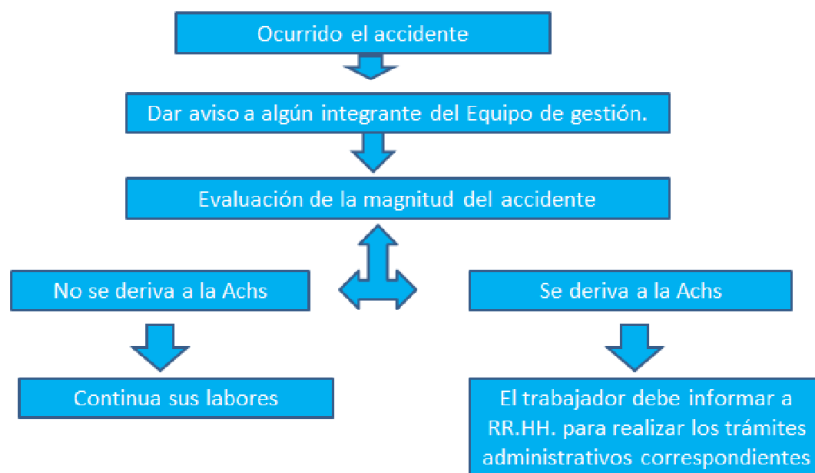 Ocurrido el accidente
Dar aviso a algún integrante del Equipo de gestión.
Evaluación de la magnitud del accidente
No se deriva a la Achs
Se deriva a la Achs
Continua sus labores
El trabajador debe informar a
RR.HH. para realizar los trámites
administrativos correspondientes